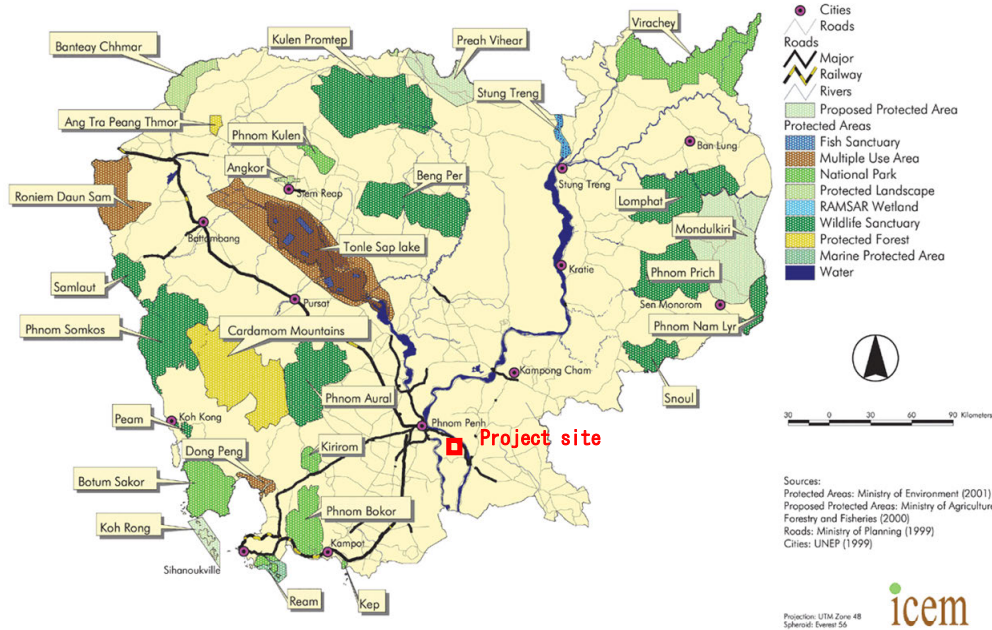 Virachey
Kulen Promtep
Preah Vihear
Banteay Chhmar
Stung Treng
Ang Tra Peang Thmor
Phnom Kulen
Angkor
Siem Reap
Beng Per
Ban Lung
Stung Treng
Roniem Daun Sam
Lomphat
Battambang
Tonle Sap lake
Mondulkiri
Kratie
Phnom Prich
Samlaut
Pursat
Sen Monorom
Phnom Somkos
Cardamom Mountains
Phnom Nam Lyr
Kampong Cham
Snoul
Phnom Aural
Peam
Koh Kong
Phnom Penh
Project site
Dong Peng
Kirirom
Botum Sakor
Phnom Bokor
Koh Rong
Kampot
Sihanoukville
Ream
Kep
Cities
Roads
Roads
Major
Railway
Rivers
Proposed Protected Area
Protected Areas
Fish Sanctuary
Multiple Use Area
National Park
Protected Landscape
RAMSAR Wetland
Wildlife Sanctuary
Protected Forest
Marine Protected Area
Water
30 0 30 60 90 Kilometers
Sources:
Protected Areas: Ministry of Environment (2001)
Proposed Protected Areas: Ministry of Agriculture
Forestry and Fisheries (2000)
Roads: Ministry of Planning (1999)
Cities: UNEP (1999)
icem
Projection: UTM Zone 48
Spheroid: Everest 56